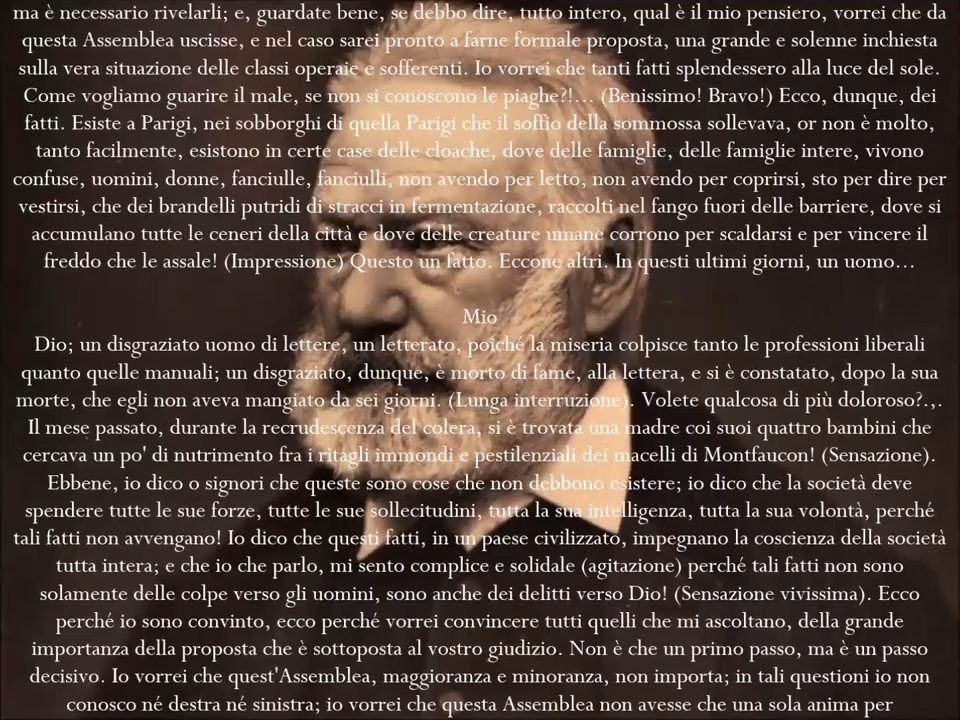 ma è necessario rivelarli; e, guardate bene, se debbo dire, tutto intero, qual è il mio pensiero, vorrei che da
questa Assemblea uscisse, e nel caso sarei pronto a farne formale proposta, una grande e solenne inchiesta
sulla vera situazione delle classi operaie e sofferenti. Io vorrei che tanti fatti splendessero alla luce del sole.
Come vogliamo guarire il male, se non si conoscono le piaghe?!… (Benissimo! Bravo!) Ecco, dunque, dei
fatti. Esiste a Parigi, nei sobborghi di quella Parigi che il soffio della sommossa sollevava, or non è molto,
tanto facilmente, esistono in certe case delle cloache, dove delle famiglie, delle famiglie intere, vivono
confuse, uomini, donne, fanciulle, fanciulli, non avendo per letto, non avendo per coprirsi, sto per dire per
vestirsi, che dei brandelli putridi di stracci in fermentazione, raccolti nel fango fuori delle barriere, dove si
accumulano tutte le ceneri della città e dove delle creature umane corrono per scaldarsi e per vincere il
freddo che le assale! (Impressione) Questo un fatto. Eccone altri. In questi ultimi giorni, un uomo…
Mio
Dio; un disgraziato uomo di lettere, un letterato, poiché la miseria colpisce tanto le professioni liberali
quanto quelle manuali; un disgraziato, dunque, è morto di fame, alla lettera, e si è constatato, dopo la sua
morte, che egli non aveva mangiato da sei giorni. (Lunga interruzione). Volete qualcosa di più doloroso?.,.
Il mese passato, durante la recrudescenza del colera, si è trovata una madre coi suoi quattro bambini che
cercava un po' di nutrimento fra i ritagli immondi e pestilenziali dei macelli di Montfaucon! (Sensazione).
Ebbene, io dico o signori che queste sono cose che non debbono esistere; io dico che la società deve
spendere tutte le sue forze, tutte le sue sollecitudini, tutta la sua intelligenza, tutta la sua volontà, perché
tali fatti non avvengano! Io dico che questi fatti, in un paese civilizzato, impegnano la coscienza della società
tutta intera; e che io che parlo, mi sento complice e solidale (agitazione) perché tali fatti non sono
solamente delle colpe verso gli uomini, sono anche dei delitti verso Dio! (Sensazione vivissima). Ecco
perché io sono convinto, ecco perché vorrei convincere tutti quelli che mi ascoltano, della grande
importanza della proposta che è sottoposta al vostro giudizio. Non è che un primo passo, ma è un passo
decisivo. Io vorrei che quest'Assemblea, maggioranza e minoranza, non importa; in tali questioni io non
conosco né destra né sinistra; io vorrei che questa Assemblea non avesse che una sola anima per